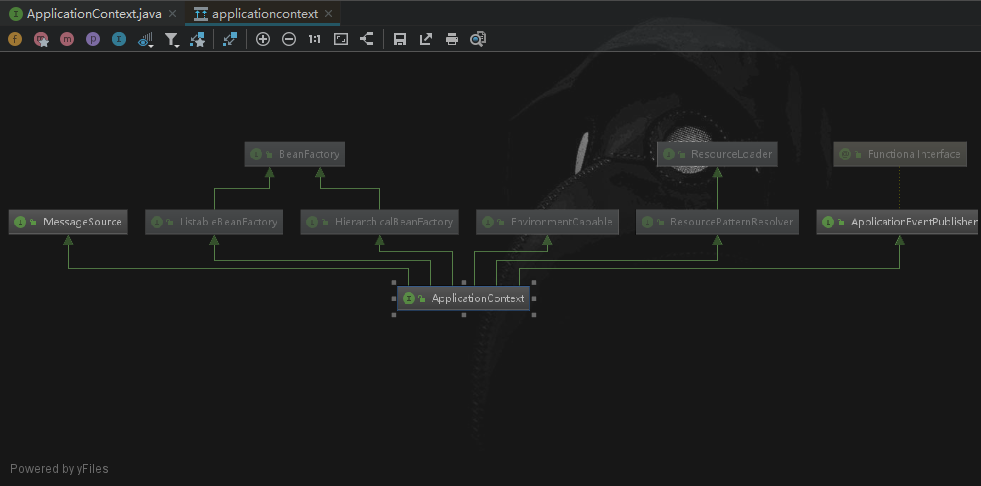 ApplicationContext.java
applicationcontext
1:1
BeanFactory
ResourceLoader
FunctionalInterface
MessageSource
ListableBeanFactory
HierarchicalBeanFactory
EnvironmentCapable
ResourcePatternResolver
ApplicationEventPublisher
ApplicationContext
Powered by yFiles